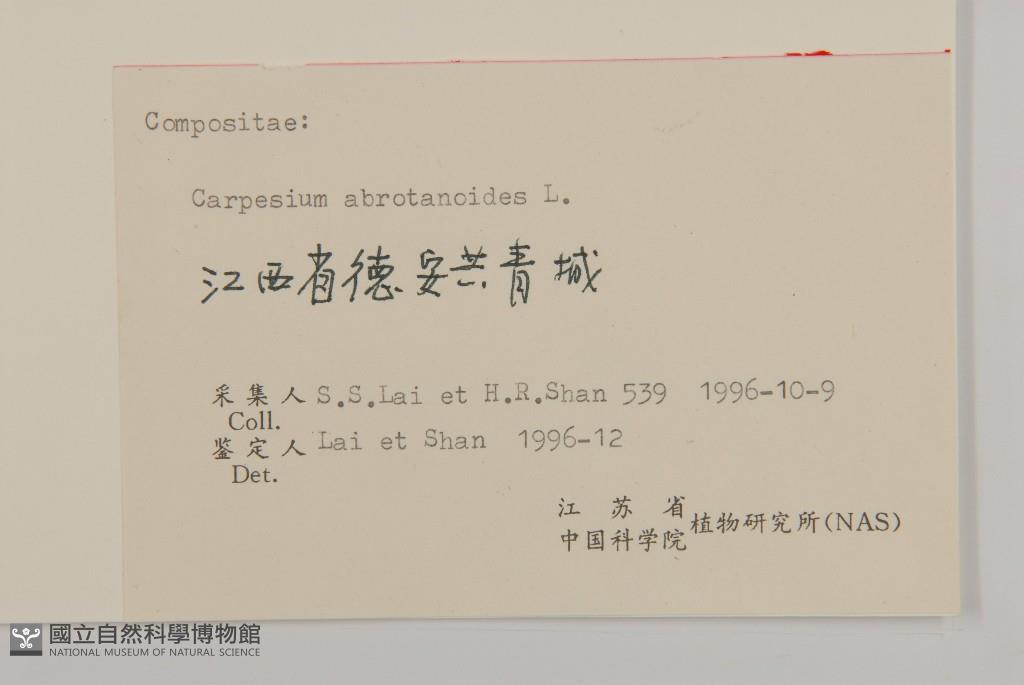 Compositae:
Carpesium abrotanoides L.
江西省德安共青城
采集人 S.S.Lai et H.R.Shan 539 1996-10-9
Coll.
鉴定人 Lai et Shan 1996-12
Det.
江苏省
中国科学院 植物研究所(NAS)
國立自然科學博物館
NATIONAL MUSEUM OF NATURAL SCIENCE